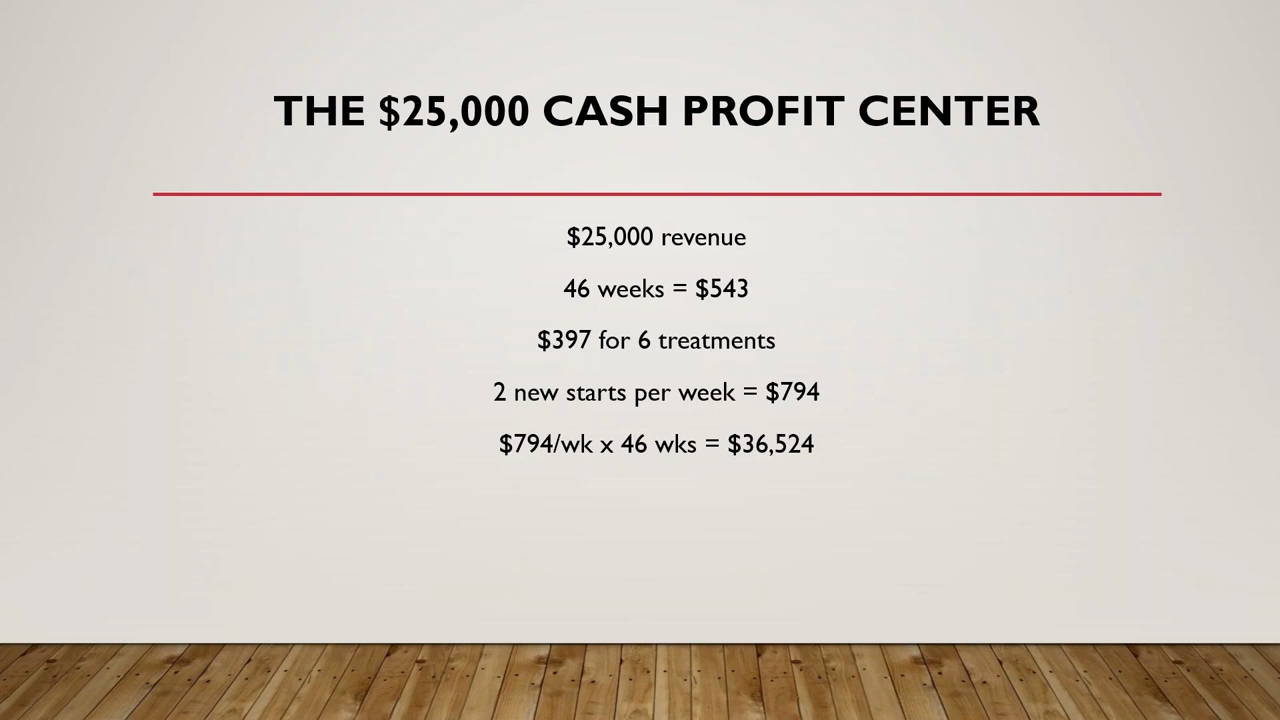 THE $25,000 CASH PROFIT CENTER
$25,000 revenue
46 weeks = $543
$397 for 6 treatments
2 new starts per week = $794
$794/wk x 46 wks = $36,524